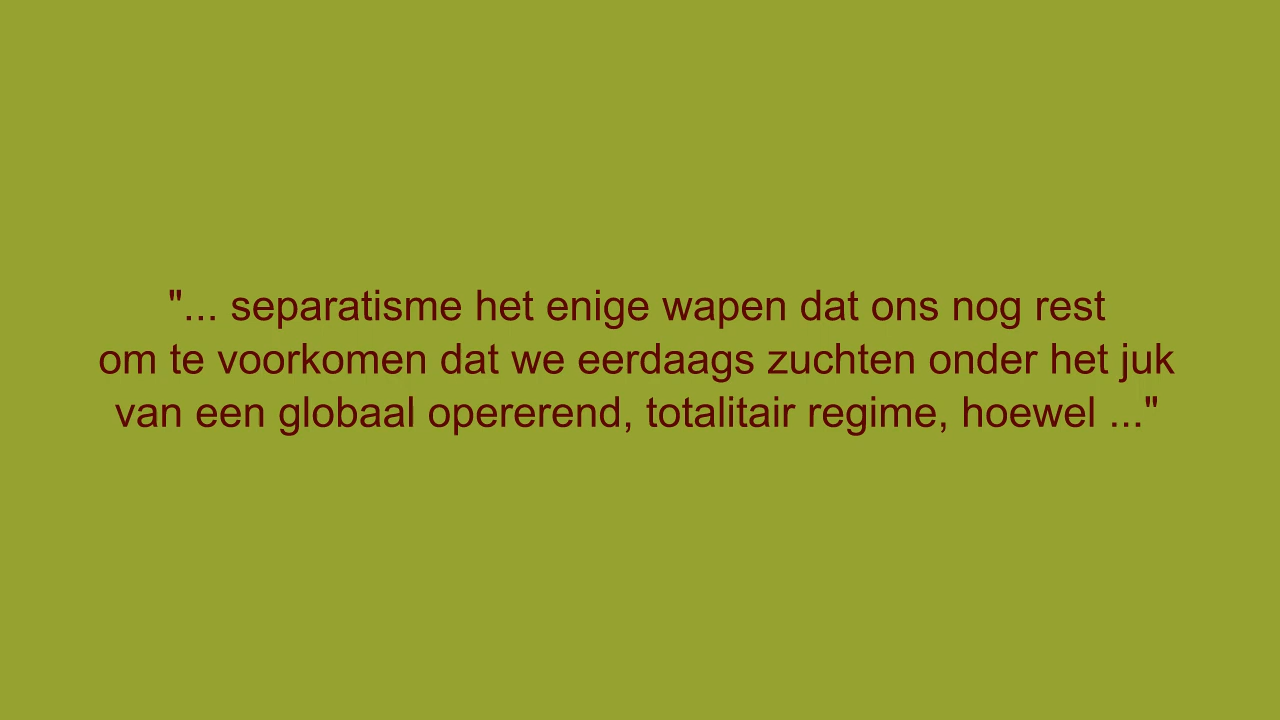 "... separatisme het enige wapen dat ons nog rest
om te voorkomen dat we eerdaags zuchten onder het juk
van een globaal opererend, totalitair regime, hoewel ..."